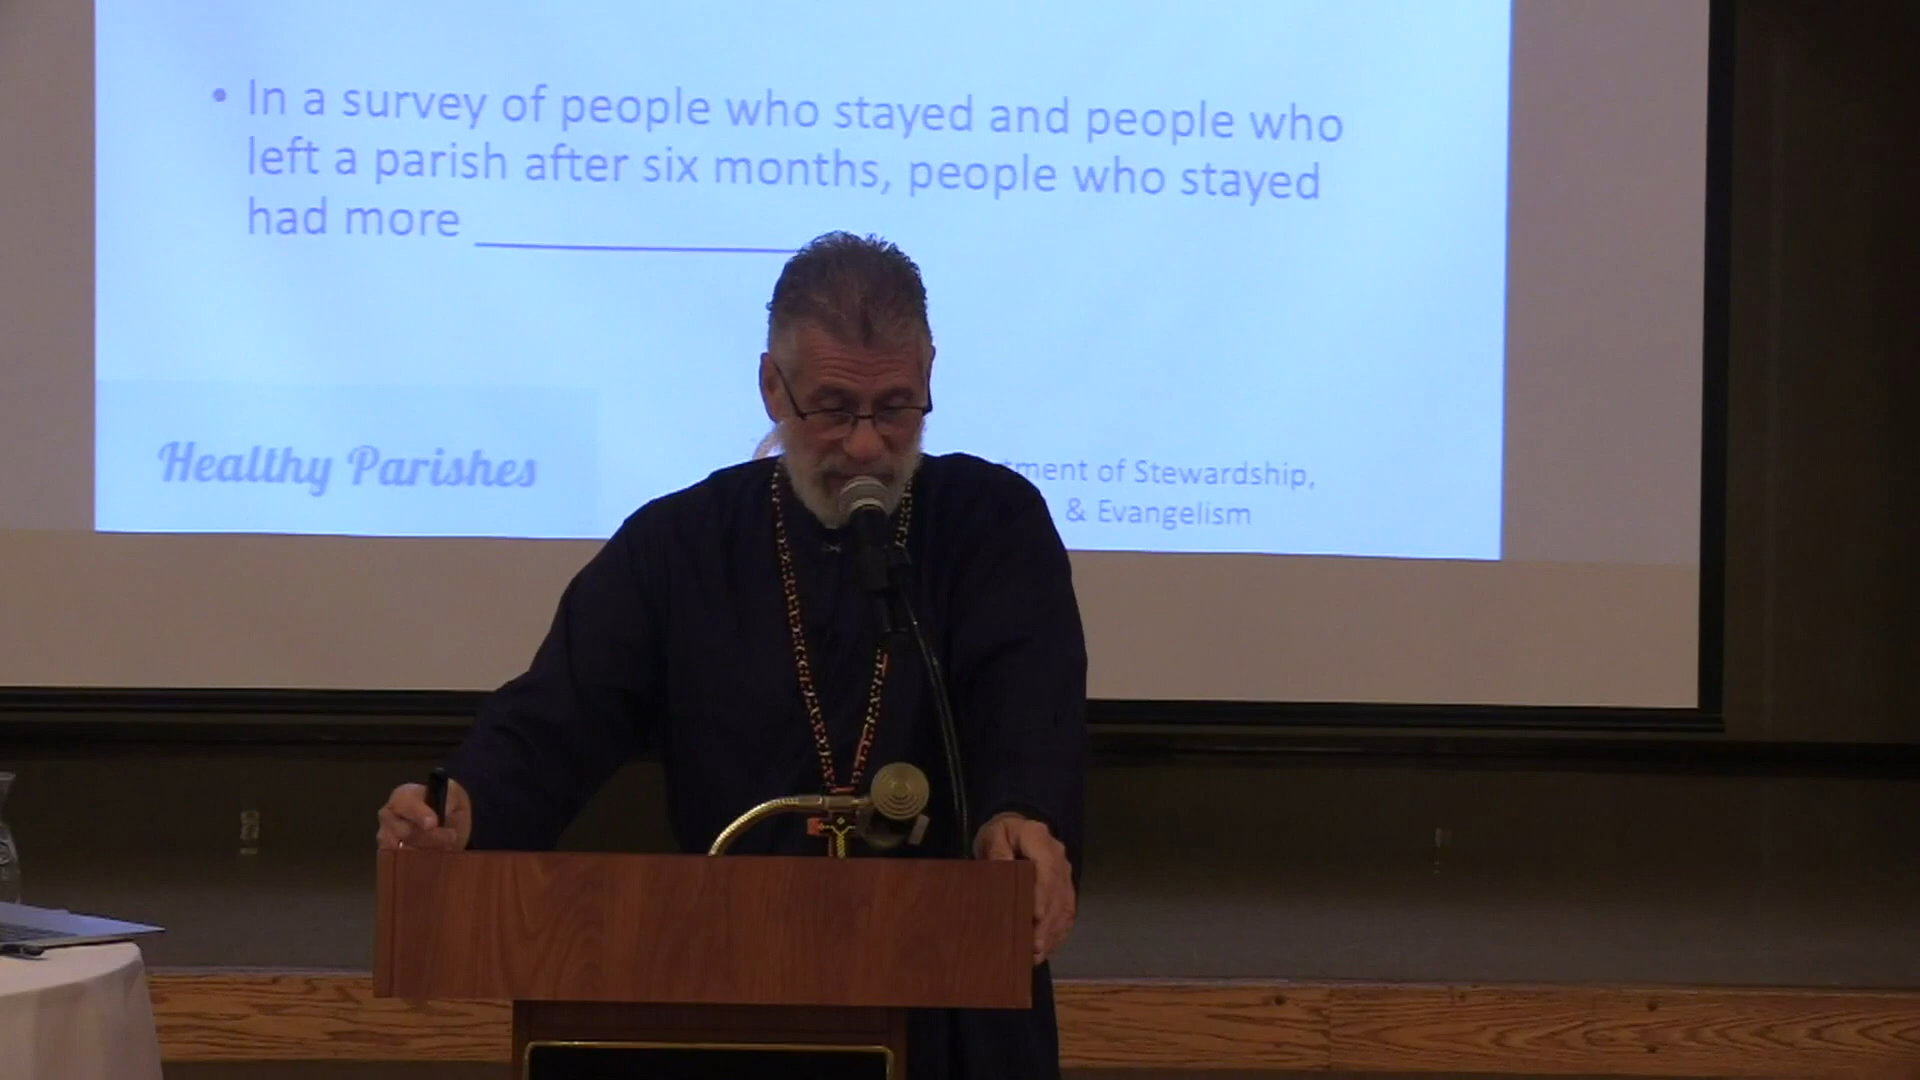 • In a survey of people who stayed and people who
left a parish after six months, people who stayed
had more ____________
Healthy Parishes
tment of Stewardship,
& Evangelism